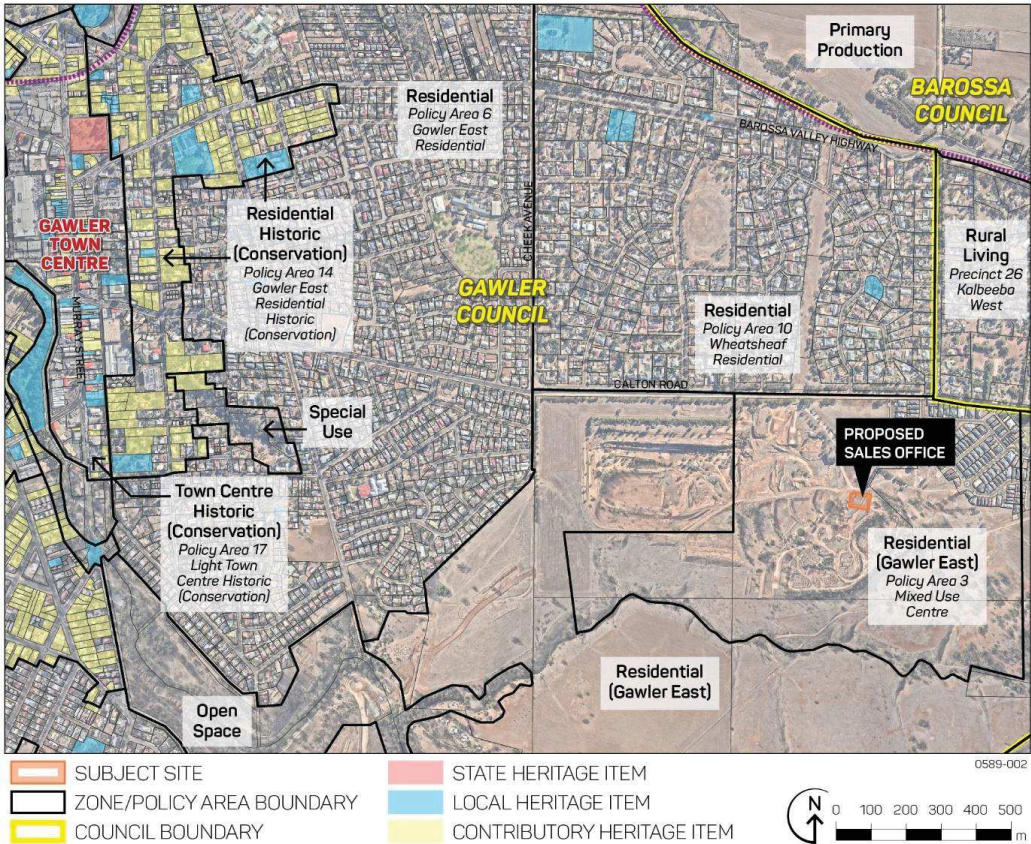 Primary
Production
BAROSSA
COUNCIL
BAROSSA VALLEY HIGHWAY
Residential
Policy Area 6
Gawler East
Residential
CHEEK AVENUE
GAWLER
TOWN
CENTRE
MURRAY STREET
Residential
Historic
(Conservation)
Policy Area 14
Gawler East
Residential
Historic
(Conservation)
GAWLER
COUNCIL
Rural
Living
Precinct 26
Kalbeeba
West
Residential
Policy Area 10
Wheatsheaf
Residential
CALTON ROAD
Special
Use
PROPOSED
SALES OFFICE
Town Centre
Historic
(Conservation)
Policy Area 17
Light Town
Centre Historic
(Conservation)
Residential
(Gawler East)
Policy Area 3
Mixed Use
Centre
Residential
(Gawler East)
Open
Space
0589-002
SUBJECT SITE
ZONE/POLICY AREA BOUNDARY
COUNCIL BOUNDARY
STATE HERITAGE ITEM
LOCAL HERITAGE ITEM
CONTRIBUTORY HERITAGE ITEM
N
0 100 200 300 400 500
m